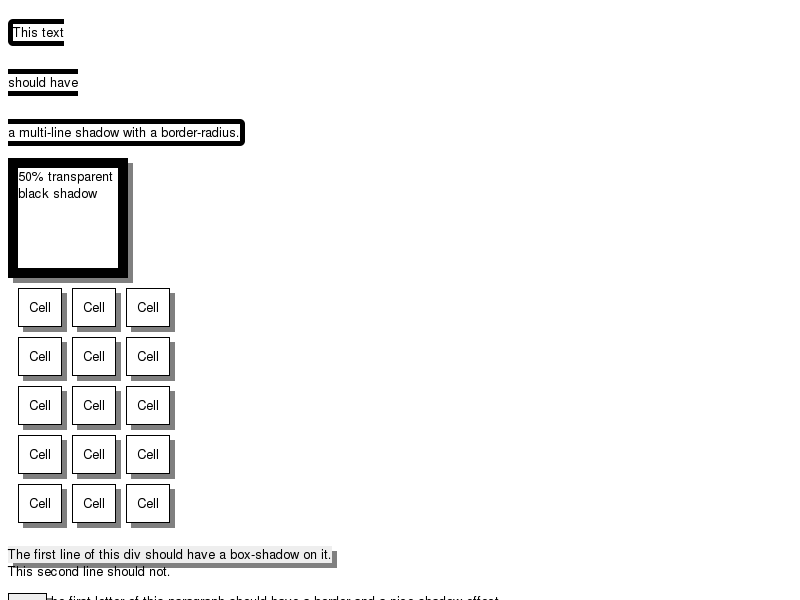 This text
should have
a multi-line shadow with a border-radius.
50% transparent
black shadow
Cell Cell Cell
Cell Cell Cell
Cell Cell Cell
Cell Cell Cell
Cell Cell Cell
The first line of this div should have a box-shadow on it.
This second line should not.
the first letter of this paragraph should have a border and a nice shadow effect